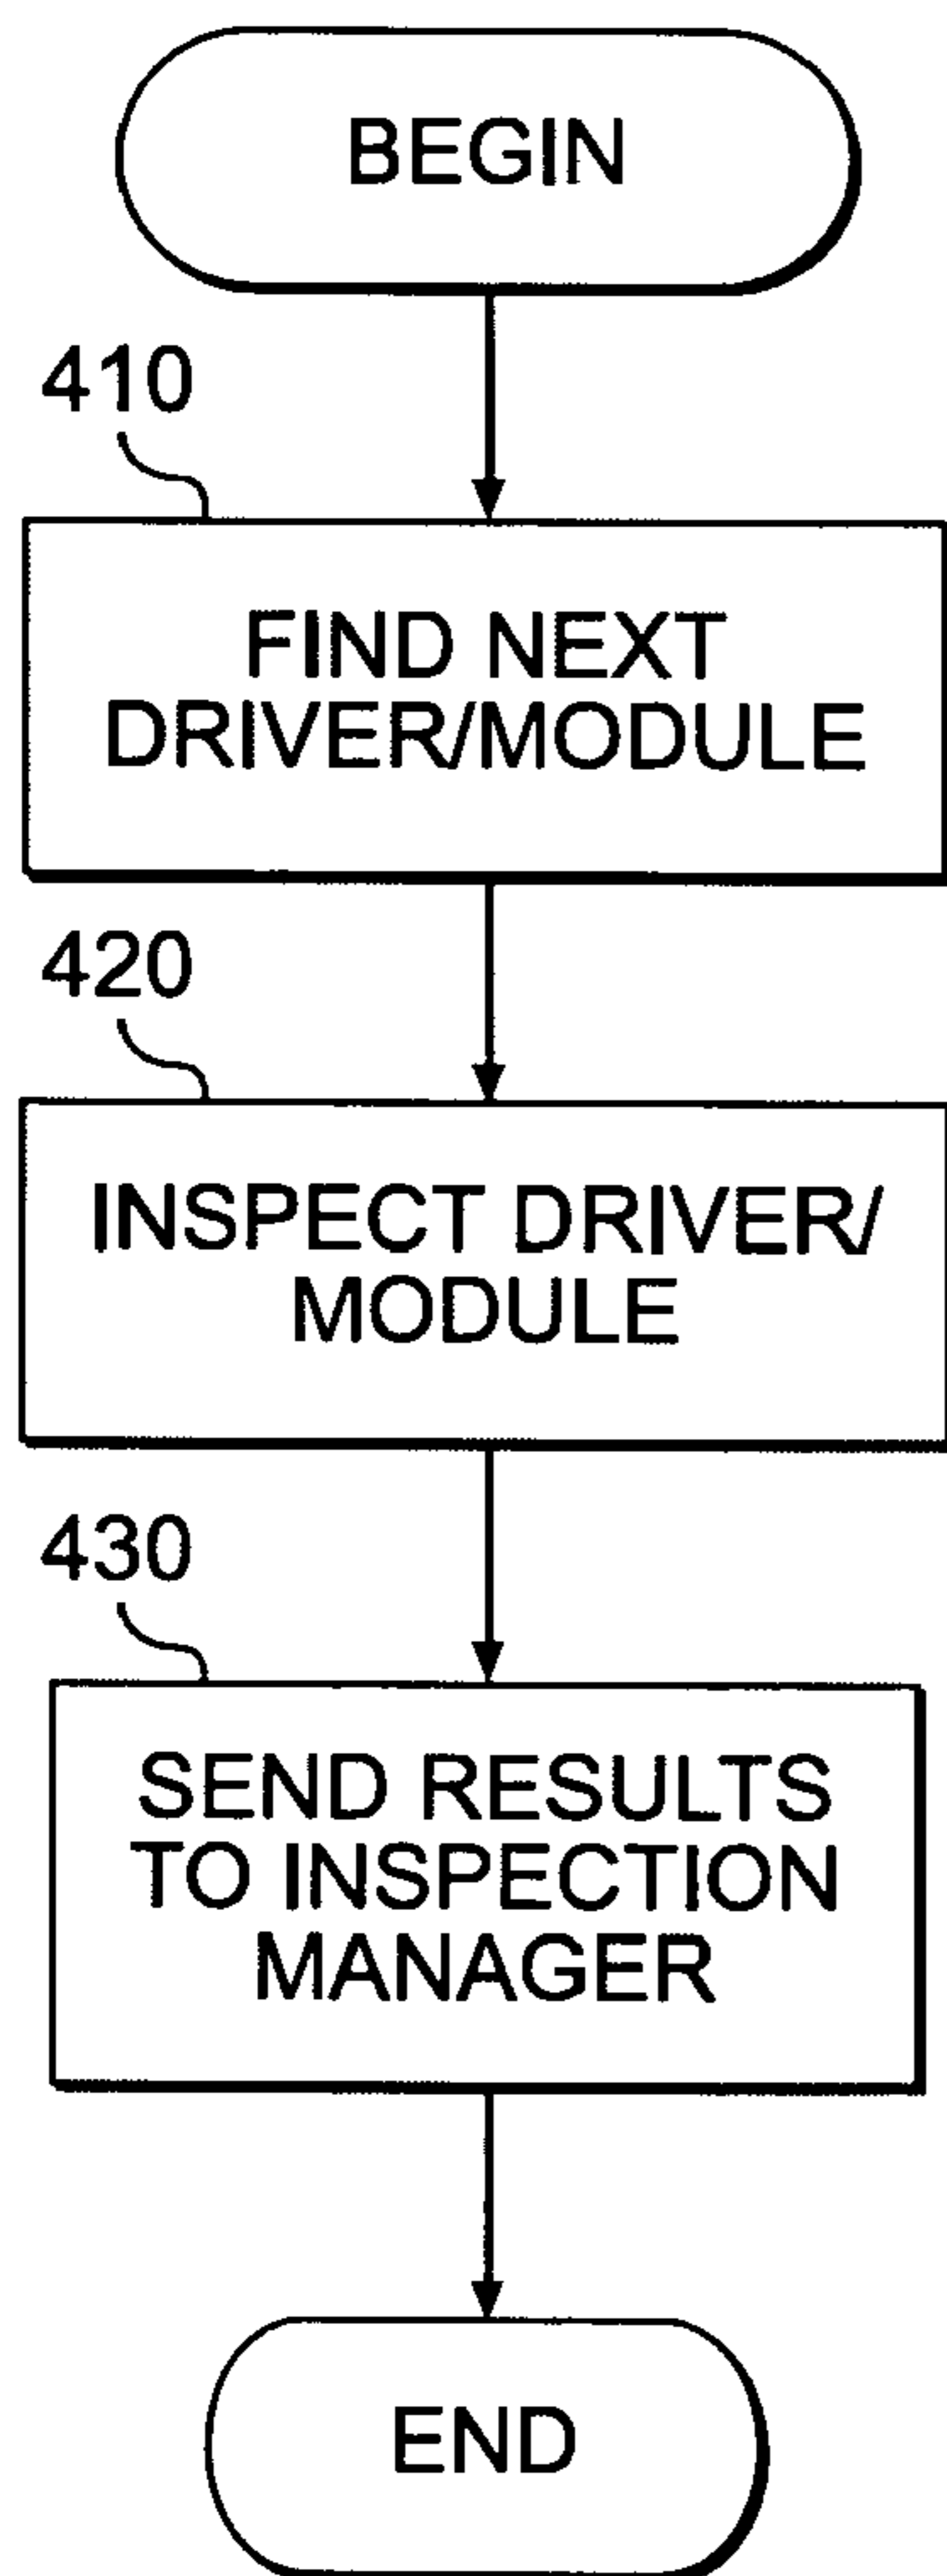 BEGIN
410
FIND NEXT
DRIVER/MODULE
420
INSPECT DRIVER/
MODULE
430
SEND RESULTS
TO INSPECTION
MANAGER
END